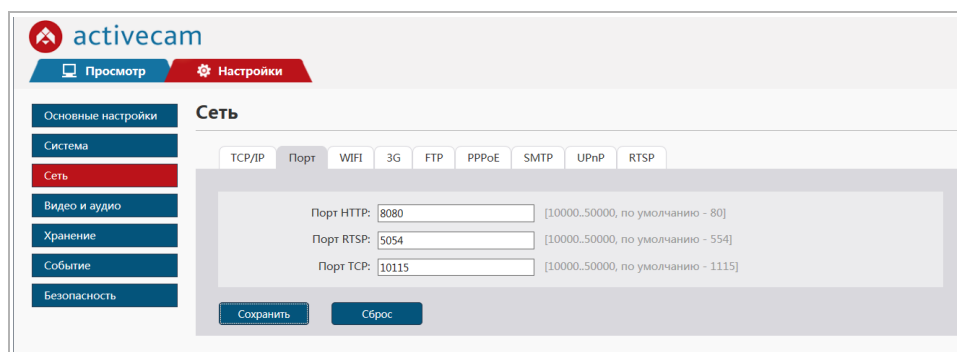 activecam
Просмотр Настройки
Основные настройки
Система
Сеть
Видео и аудио
Хранение
Событие
Безопасность
Сеть
TCP/IP Порт WIFI 3G FTP PPPoE SMTP UPnP RTSP
Порт HTTP: 8080 [10000..50000, по умолчанию - 80]
Порт RTSP: 5054 [10000..50000, по умолчанию - 554]
Порт TCP: 10115 [10000..50000, по умолчанию - 1115]
Сохранить Сброс